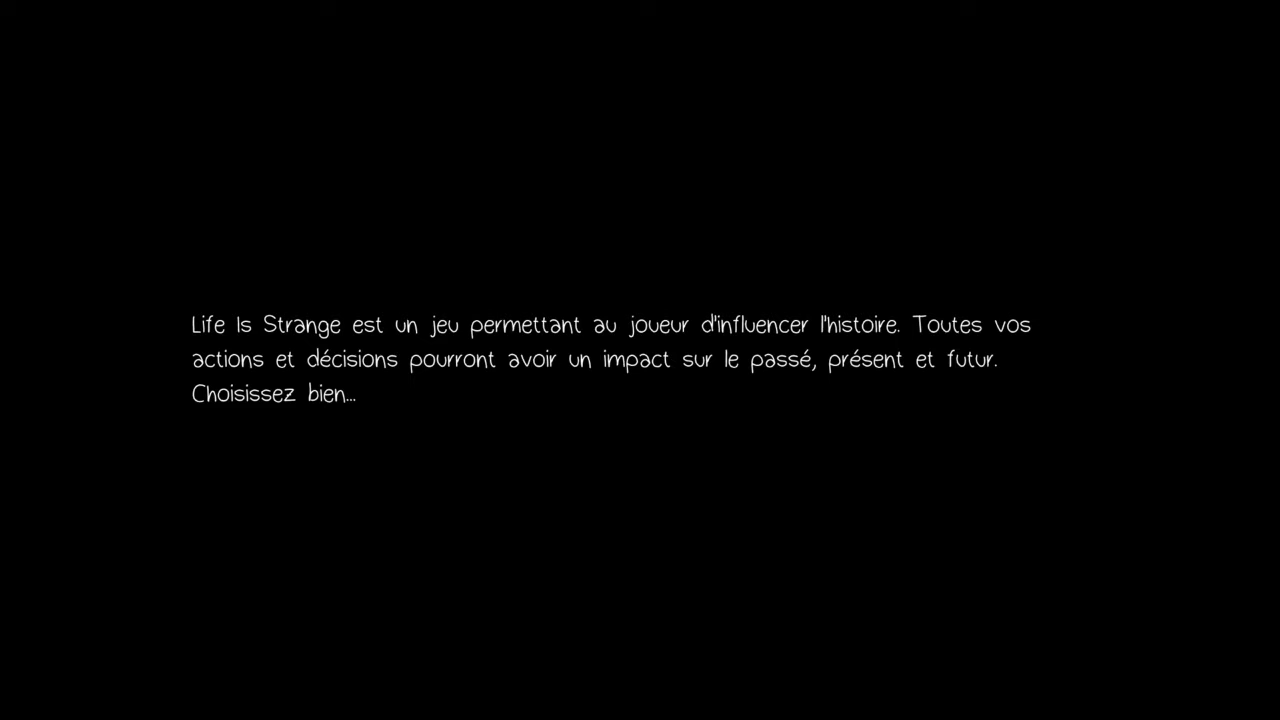 Life Is Strange est un jeu permettant au joueur d'influencer l'histoire. Toutes vos
actions et décisions pourront avoir un impact sur le passé, présent et futur.
Choisissez bien...